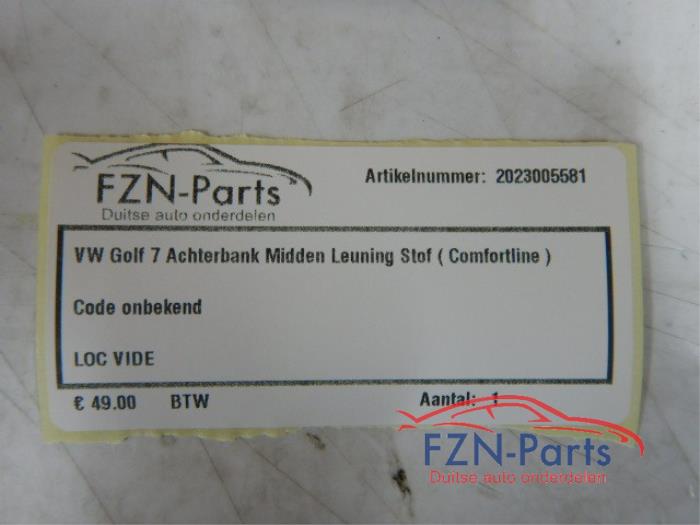 FZN-Parts
Duitse auto onderdelen
Artikelnummer: 2023005581
VW Golf 7 Achterbank Midden Leuning Stof ( Comfortline )
Code onbekend
LOC VIDE
€ 49.00 BTW Aantal: 1
FZN-Parts
Duitse auto onderdelen